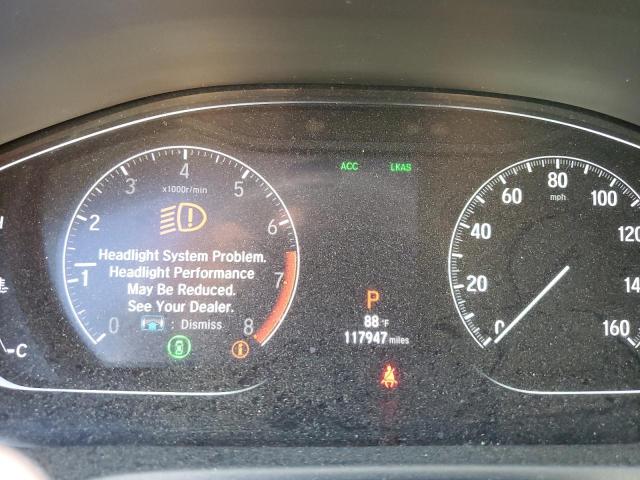 ACC LKAS
4
3 5
x1000r/min
2 6
Headlight System Problem.
Headlight Performance
May Be Reduced.
See Your Dealer.
: Dismiss
1 7
0 8
P
88°F
117947 miles
80
60 100
mph
40 120
20 14
0 160
C
H